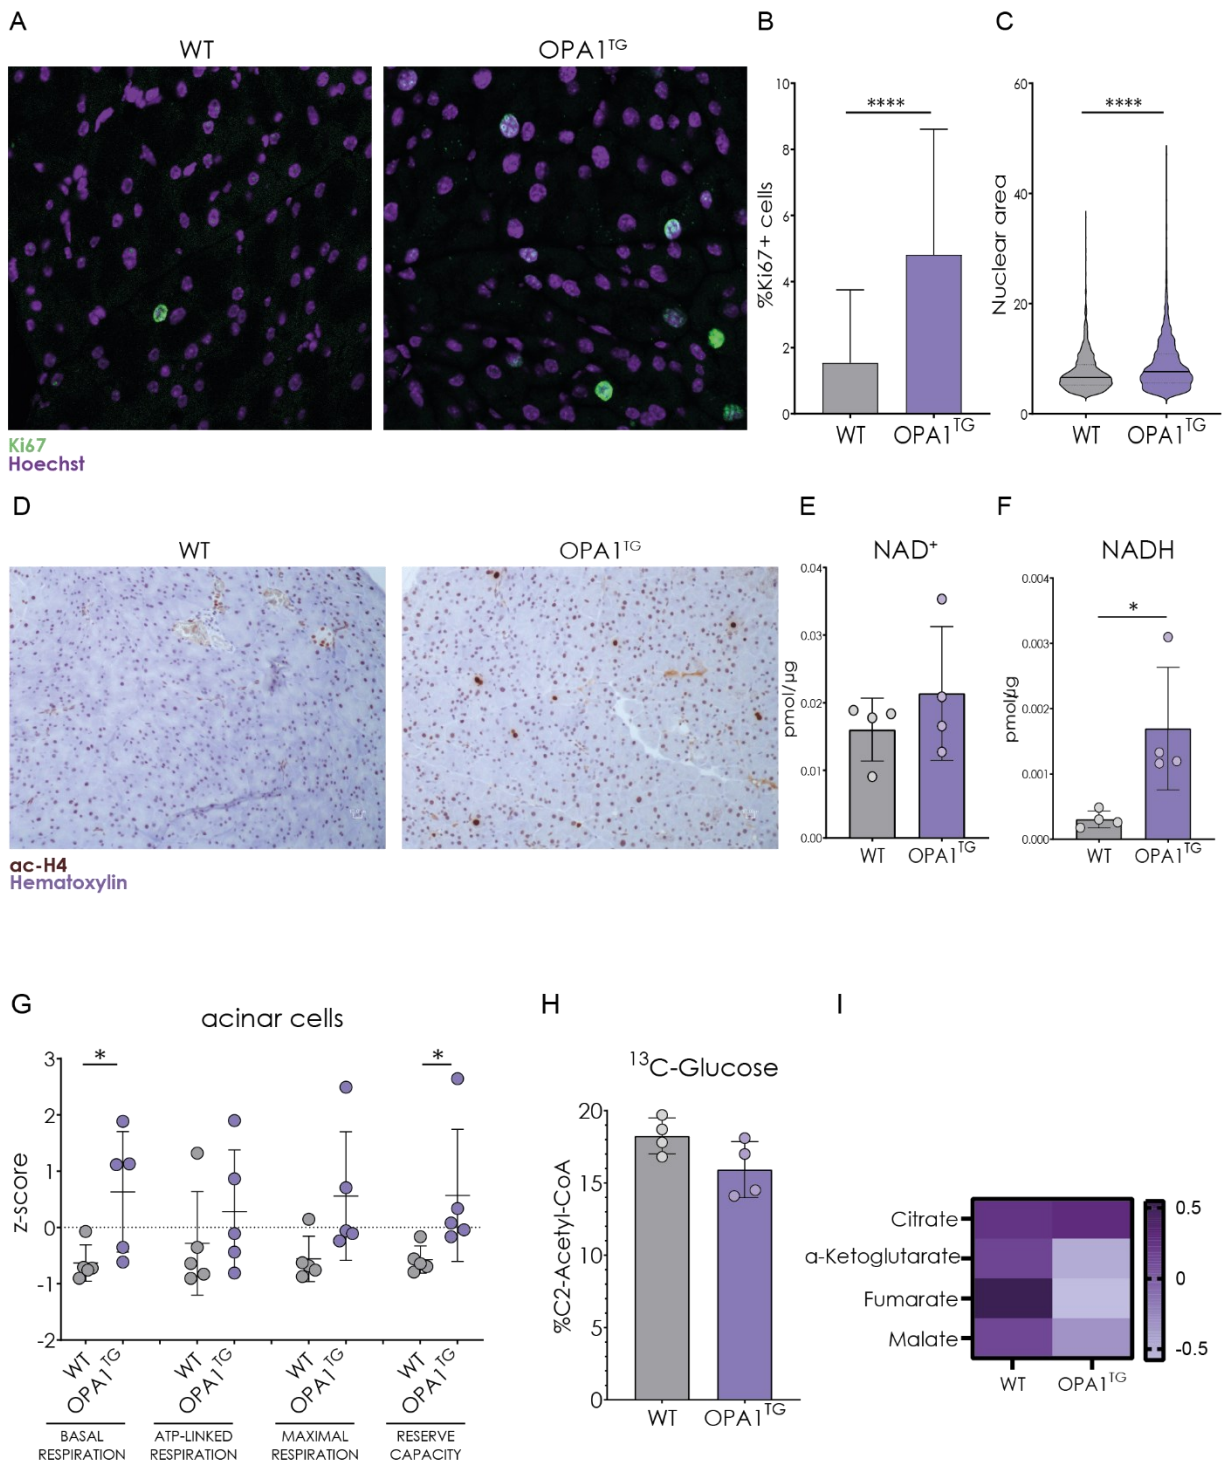 A
WT
OPA1TG
Ki67
Hoechst
B
10
8
6
4
2
0
%Ki67+ cells
****
WT
OPA1TG
C
60
40
20
0
Nuclear area
****
WT
OPA1TG
D
WT
OPA1TG
ac-H4
Hematoxylin
E
NAD+
0.04
0.03
0.02
0.01
0.00
pmol/µg
WT
OPA1TG
F
NADH
0.004
0.003
0.002
0.001
0.000
pmol/µg
*
WT
OPA1TG
G
acinar cells
3
2
1
0
-1
-2
z-score
*
*
WT
OPA1TG
WT
OPA1TG
WT
OPA1TG
WT
OPA1TG
BASAL
RESPIRATION
ATP-LINKED
RESPIRATION
MAXIMAL
RESPIRATION
RESERVE
CAPACITY
H
13C-Glucose
20
15
10
5
0
%C2-Acetyl-CoA
WT
OPA1TG
I
Citrate
α-Ketoglutarate
Fumarate
Malate
WT
OPA1TG
0.5
0
-0.5